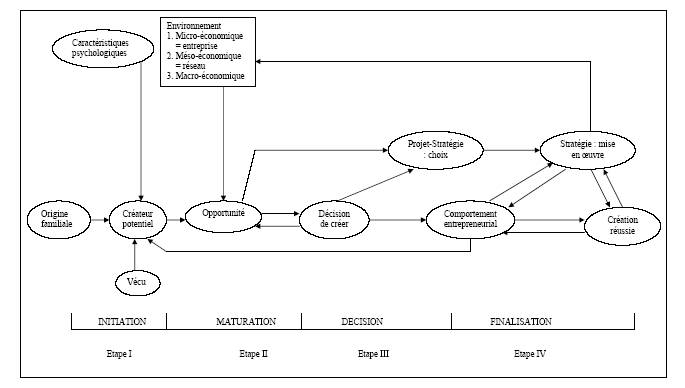 Caractéristiques
psychologiques
Environnement
1. Micro-économique
= entreprise
2. Méso-économique
= réseau
3. Macro-économique
Projet-Stratégie
: choix
Stratégie : mise
en œuvre
Origine
familiale
Créateur
potentiel
Opportunité
Décision
de créer
Comportement
entrepreneurial
Création
réussie
Vécu
INITIATION
MATURATION
DECISION
FINALISATION
Etape I
Etape II
Etape III
Etape IV